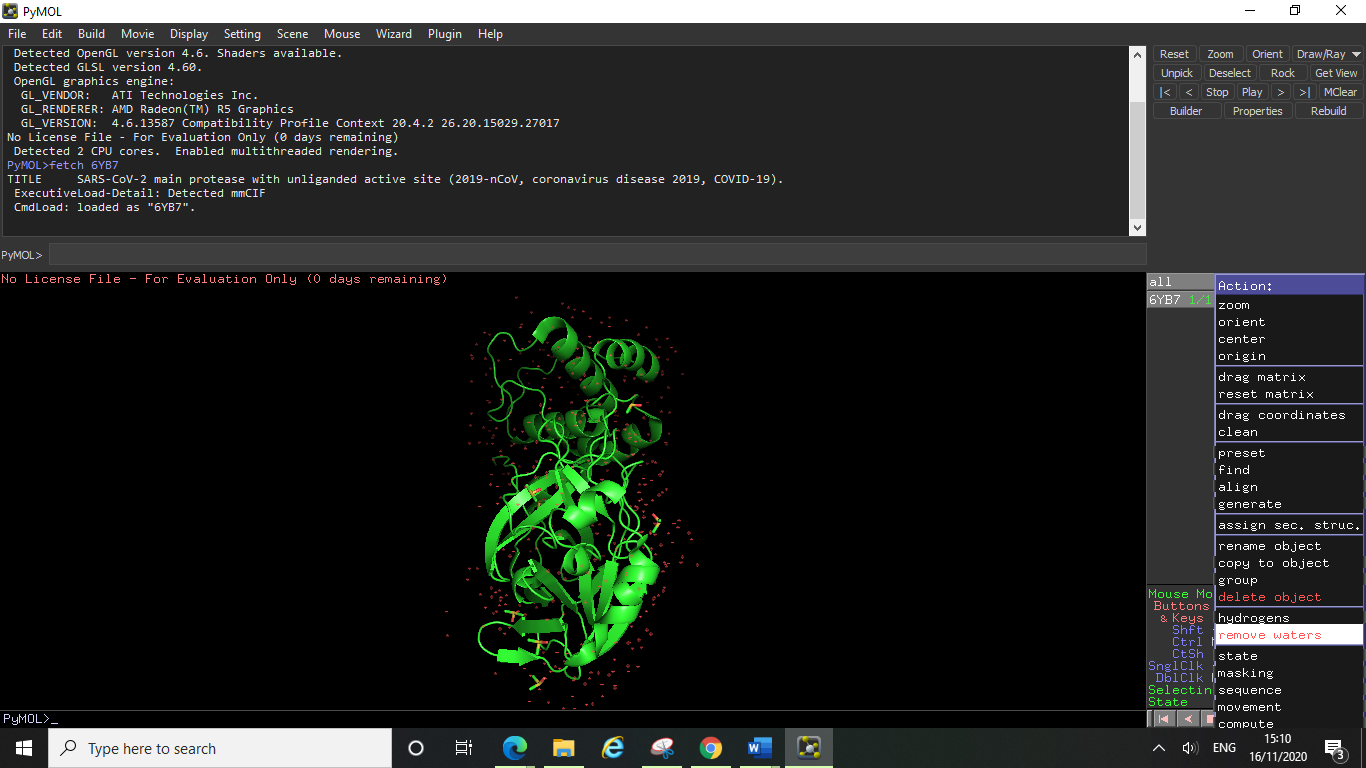 PyMOL
File Edit Build Movie Display Setting Scene Mouse Wizard Plugin Help
Detected OpenGL version 4.6. Shaders available.
Detected GLSL version 4.60.
OpenGL graphics engine:
GL_VENDOR: ATI Technologies Inc.
GL_RENDERER: AMD Radeon(TM) R5 Graphics
GL_VERSION: 4.6.13587 Compatibility Profile Context 20.4.2 26.20.15029.27017
No License File - For Evaluation Only (0 days remaining)
Detected 2 CPU cores. Enabled multithreaded rendering.
PyMOL>fetch 6YB7
TITLE SARS-CoV-2 main protease with unliganded active site (2019-nCoV, coronavirus disease 2019, COVID-19).
ExecutiveLoad-Detail: Detected mmCIF
CmdLoad: loaded as "6YB7".
PyMOL>
Reset Zoom Orient Draw/Ray
Unpick Deselect Rock Get View
|< < Stop Play > >| MClear
Builder Properties Rebuild
No License File - For Evaluation Only (0 days remaining)
all
6YB7 1/1
Action:
zoom
orient
center
origin
drag matrix
reset matrix
drag coordinates
clean
preset
find
align
generate
assign sec. struc.
rename object
copy to object
group
delete object
hydrogens
remove waters
state
masking
sequence
movement
compute
Mouse Mo
Buttons
& Keys
Shft
Ctrl
CtSh
SnglClk
DblClk
Selectin
State
PyMOL>_
Type here to search
ENG
15:10
16/11/2020
3